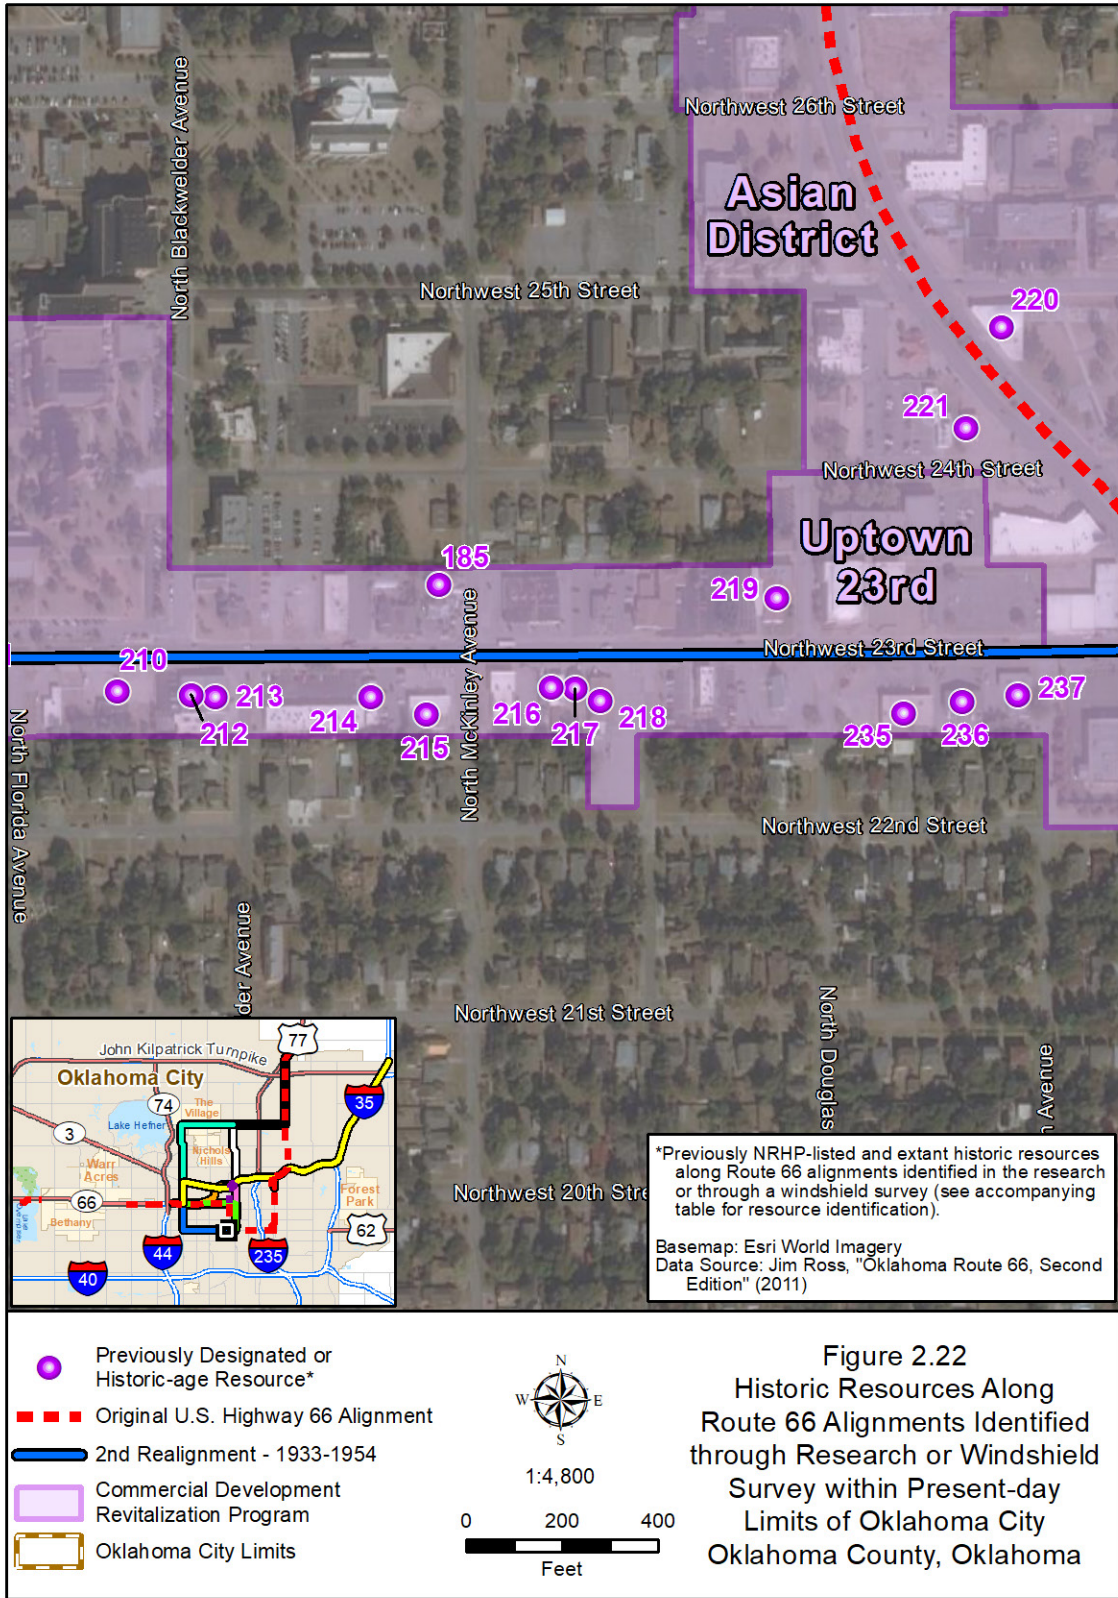 North Blackwelder Avenue
Northwest 26th Street
Asian
District
Northwest 25th Street
220
221
Northwest 24th Street
Uptown
23rd
185
219
North McKinley Avenue
Northwest 23rd Street
210
213
212
214
215
216
217
218
235
236
237
North Florida Avenue
Northwest 22nd Street
der Avenue
Northwest 21st Street
North Douglas
Avenue
Northwest 20th Stre
77
John Kilpatrick Turnpike
Oklahoma City
35
74
The
Village
Lake Hefner
3
Nichols
Hills
Warr
Acres
66
Bethany
Forest
Park
62
44
235
40
*Previously NRHP-listed and extant historic resources
along Route 66 alignments identified in the research
or through a windshield survey (see accompanying
table for resource identification).
Basemap: Esri World Imagery
Data Source: Jim Ross, "Oklahoma Route 66, Second
Edition" (2011)
Previously Designated or
Historic-age Resource*
Original U.S. Highway 66 Alignment
2nd Realignment - 1933-1954
Commercial Development
Revitalization Program
Oklahoma City Limits
N
W E
S
1:4,800
0 200 400
Feet
Figure 2.22
Historic Resources Along
Route 66 Alignments Identified
through Research or Windshield
Survey within Present-day
Limits of Oklahoma City
Oklahoma County, Oklahoma